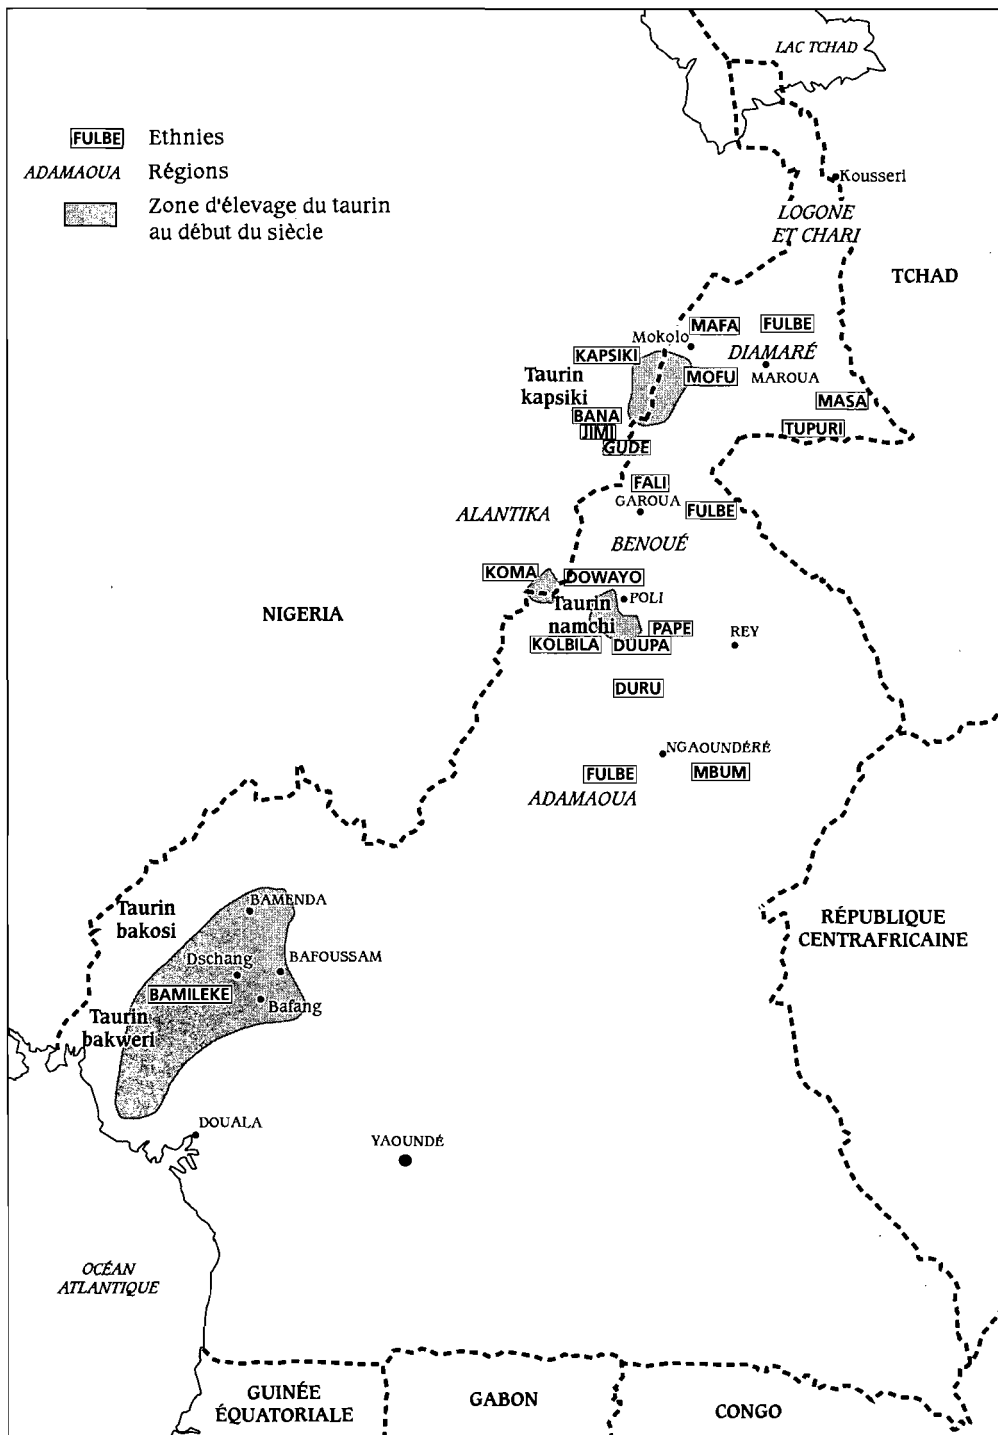 LAC TCHAD
FULBE Ethnies
ADAMAOUA Régions
Zone d'élevage du taurin
au début du siècle
Kousseri
LOGONE
ET CHARI
TCHAD
MAFA
FULBE
Mokolo
KAPSIKI
DIAMARÉ
Taurin
kapsiki
MOFU
MAROUA
MASA
BANA
TUPURI
JIMI
GUDE
FALI
GAROUA
FULBE
ALANTIKA
BENOUÉ
KOMA
DOWAYO
NIGERIA
Taurin
namchi
POLI
PAPE
REY
KOLBILA
DUUPA
DURU
NGAOUNDÉRÉ
FULBE
MBUM
ADAMAOUA
Taurin
bakosi
BAMENDA
RÉPUBLIQUE
CENTRAFRICAINE
Dschang
BAFOUSSAM
BAMILEKE
Bafang
Taurin
bakweri
DOUALA
YAOUNDÉ
OCÉAN
ATLANTIQUE
GUINÉE
ÉQUATORIALE
GABON
CONGO